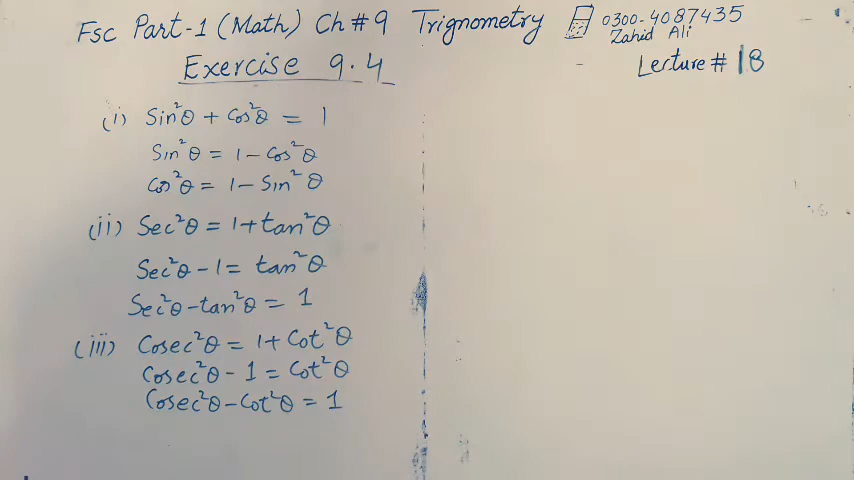 Fsc Part-1 (Math) Ch # 9 Trignometry 0300-4087435
Zahid Ali
Exercise 9.4
Lecture # 18
(i) Sin²θ + Cos²θ = 1
Sin²θ = 1 - Cos²θ
Cos²θ = 1 - Sin²θ
(ii) Sec²θ = 1 + tan²θ
Sec²θ - 1 = tan²θ
Sec²θ - tan²θ = 1
(iii) Cosec²θ = 1 + Cot²θ
Cosec²θ - 1 = Cot²θ
Cosec²θ - Cot²θ = 1